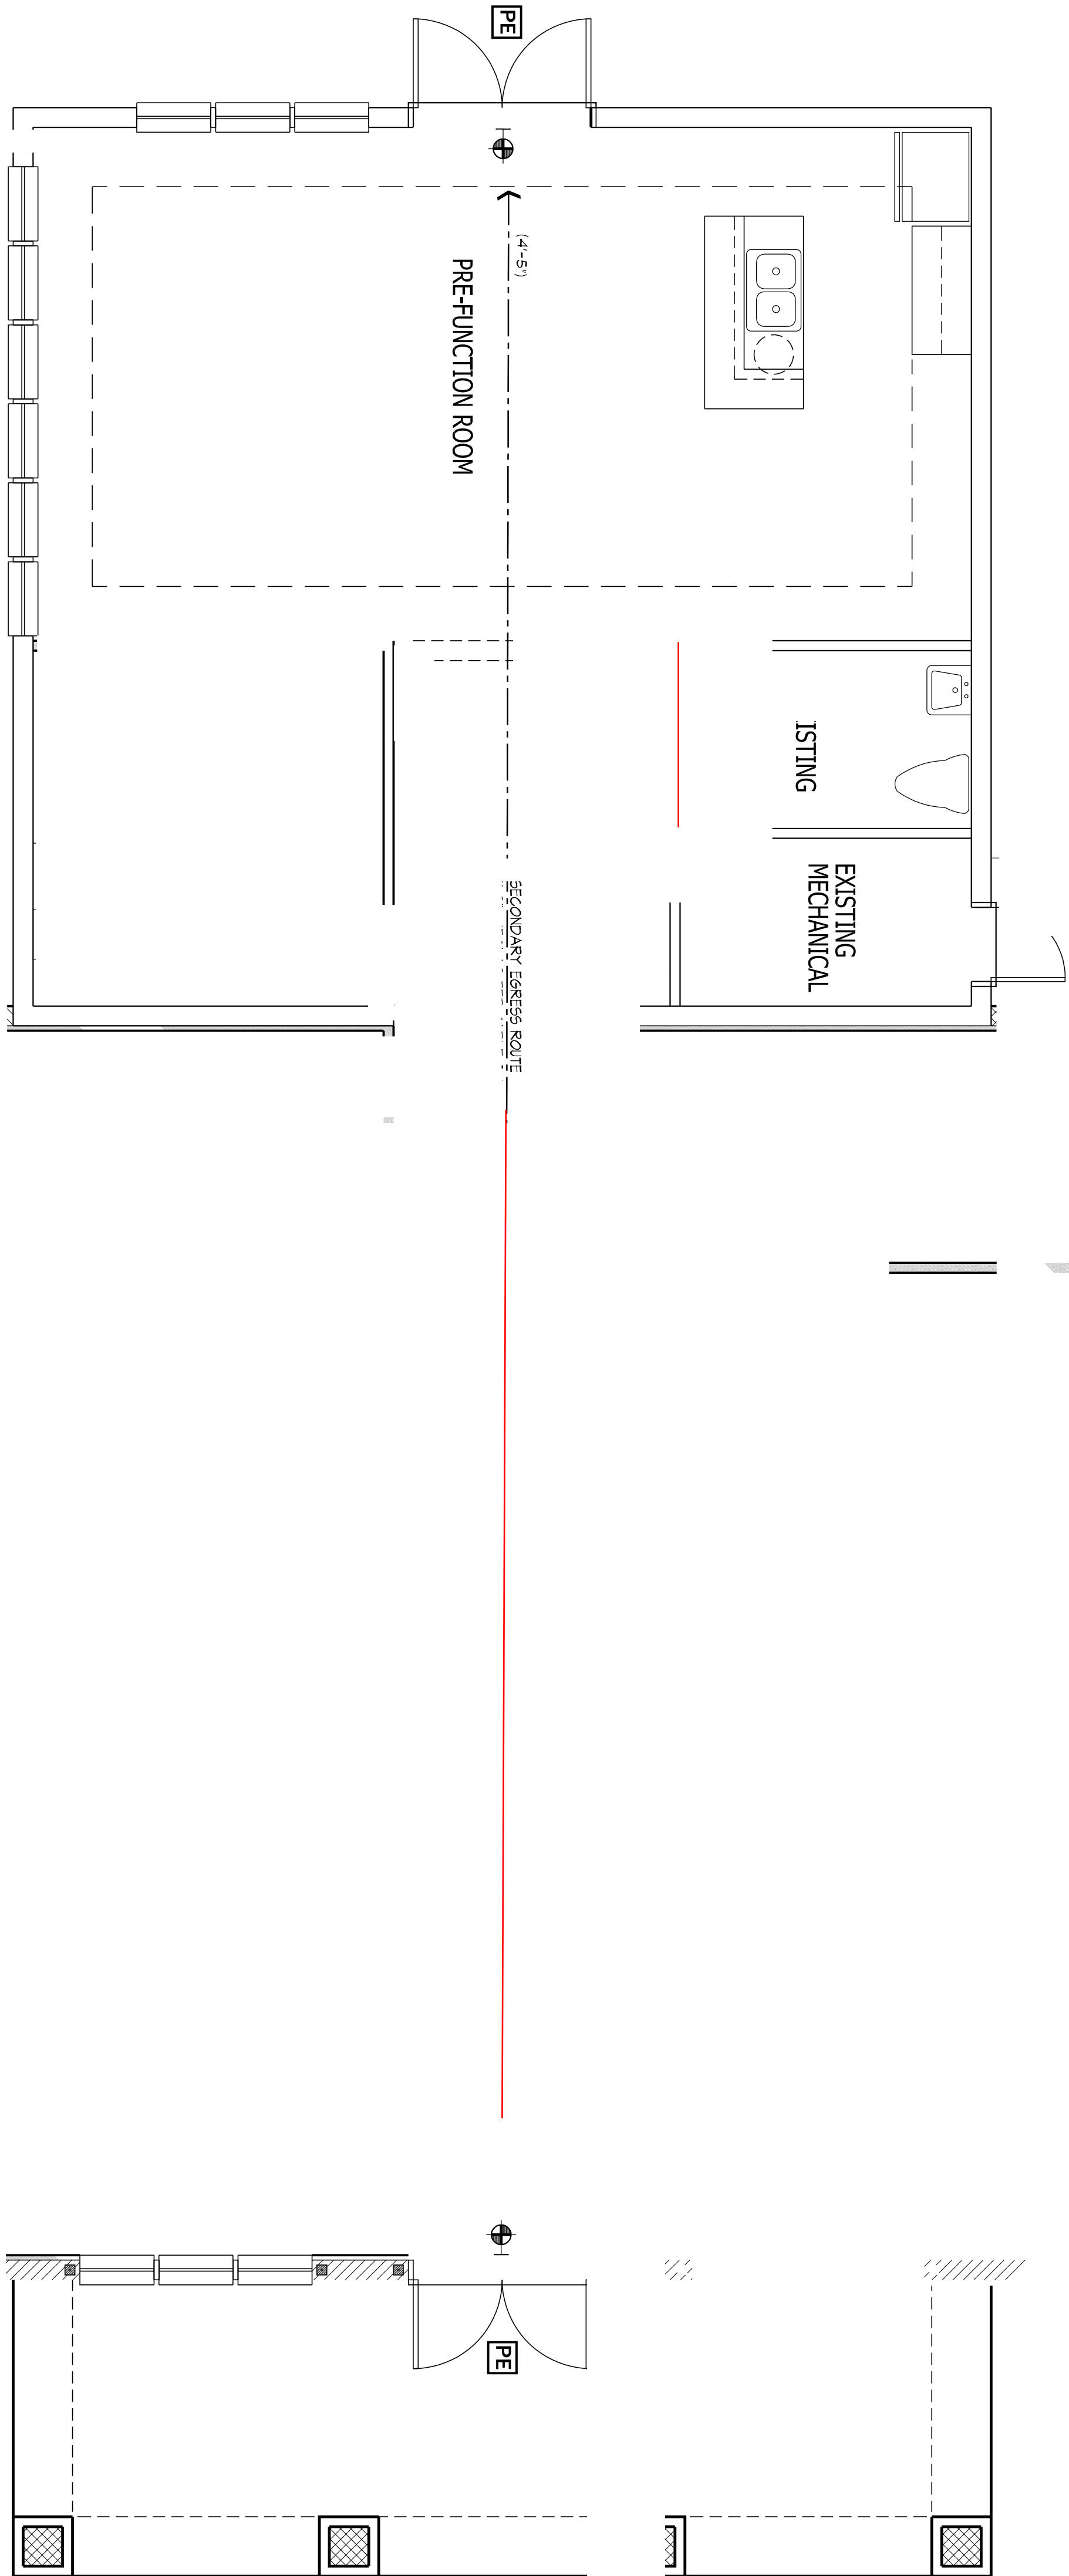 PE
(4'-5")
PRE-FUNCTION ROOM
ISTING
EXISTING
MECHANICAL
SECONDARY EGRESS ROUTE
PE